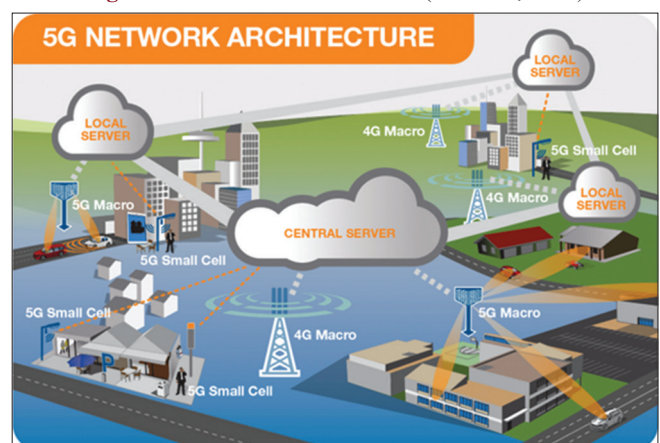 5G NETWORK ARCHITECTURE
LOCAL
SERVER
LOCAL
SERVER
4G Macro
5G Small Cell
5G Macro
4G Macro
LOCAL
SERVER
CENTRAL SERVER
5G Small Cell
5G Small Cell
4G Macro
5G Macro
5G Small Cell